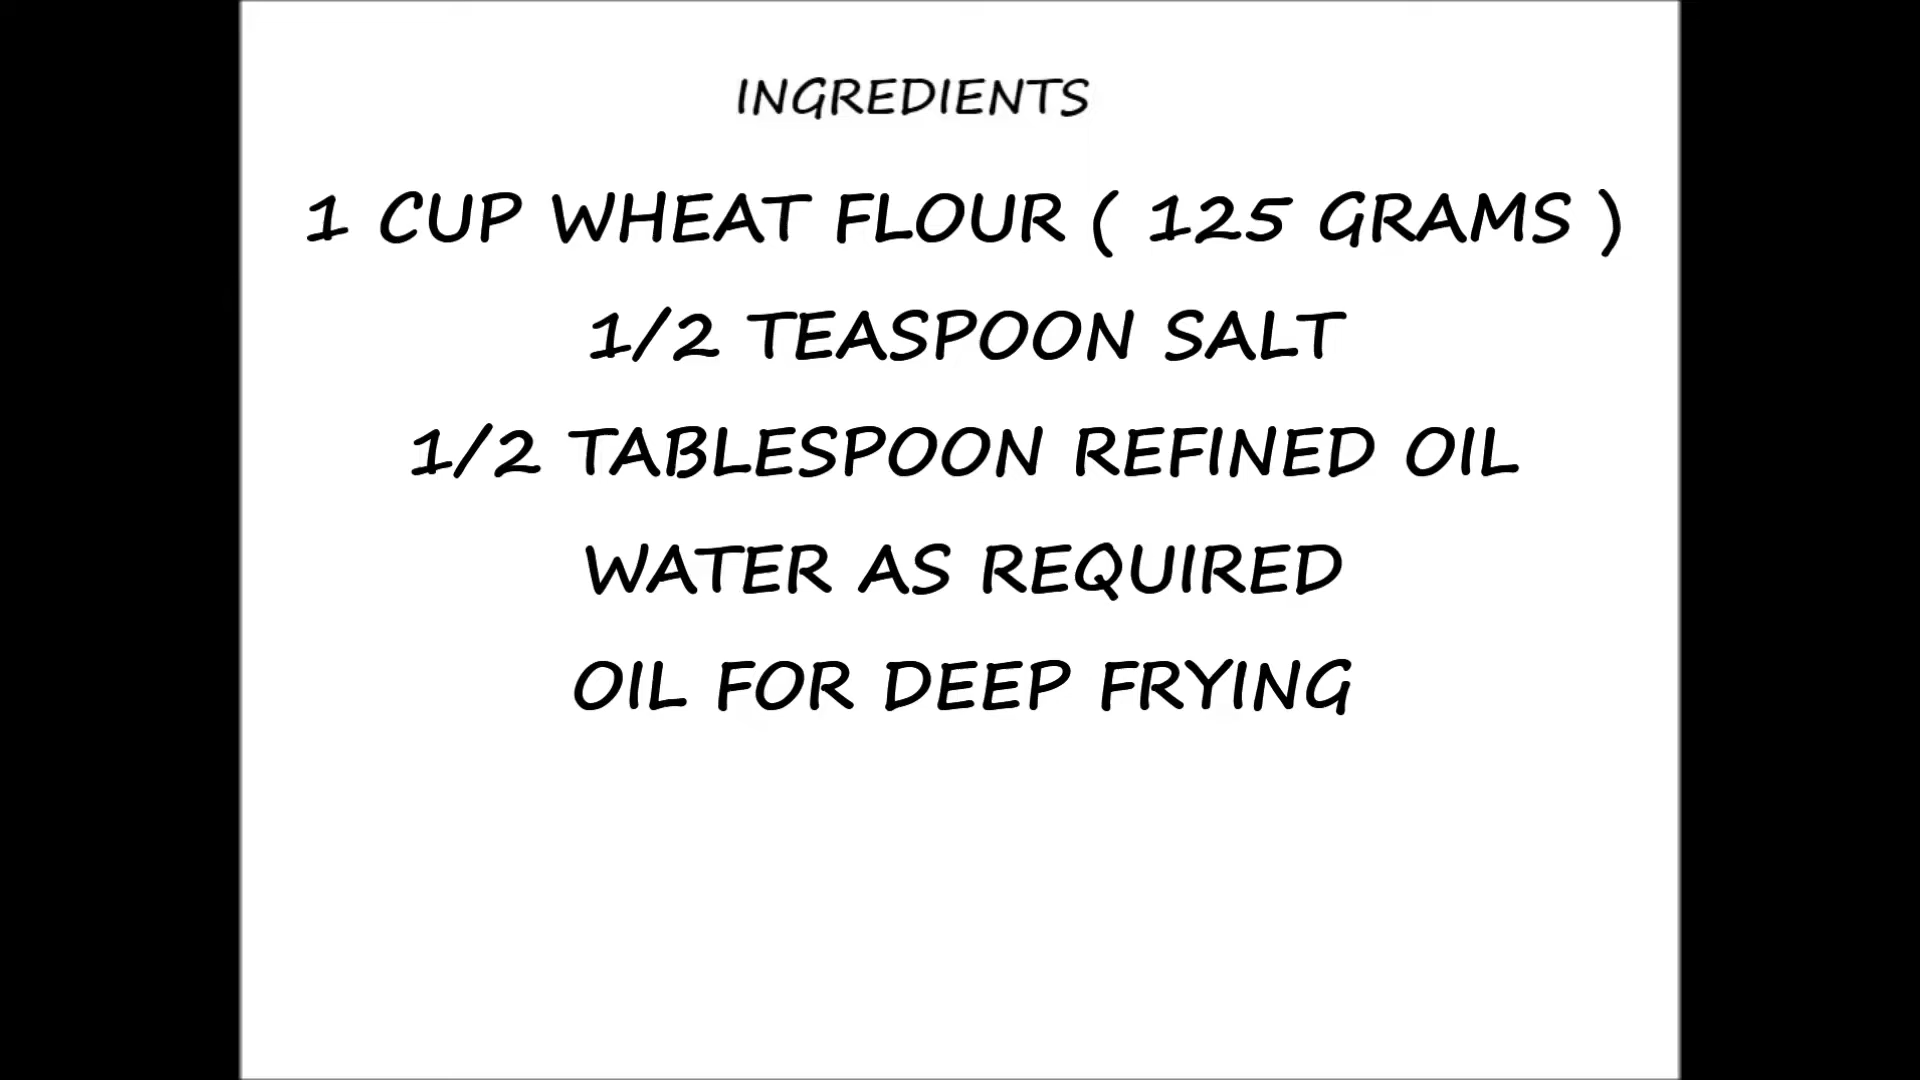 INGREDIENTS
1 CUP WHEAT FLOUR ( 125 GRAMS )
1/2 TEASPOON SALT
1/2 TABLESPOON REFINED OIL
WATER AS REQUIRED
OIL FOR DEEP FRYING